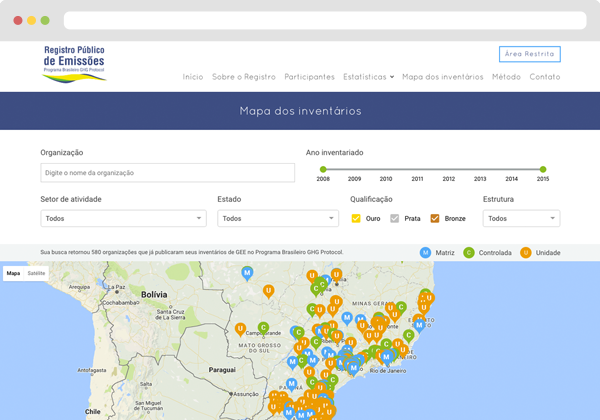 Registro Público
de Emissões
Programa Brasileiro GHG Protocol
Área Restrita
Início Sobre o Registro Participantes Estatísticas Mapa dos inventários Método Contato
Mapa dos inventários
Organização Ano inventariado
Digite o nome da organização
2008 2009 2010 2011 2012 2013 2014 2015
Setor de atividade Estado Qualificação Estrutura
Todos Todos Ouro Prata Bronze Todos
Sua busca retornou 580 organizações que já publicaram seus inventários de GEE no Programa Brasileiro GHG Protocol.
M Matriz C Controlada U Unidade
Mapa Satélite
Arequipa
Bolívia
Cochabamba
Santa Cruz
de La Sierra
Arica
MINAS GERAIS
Campo Grande
MATO GROSSO
DO SUL
Rio de Janeiro
Paraguai
Antofagasta
Assunção
San Miguel
de Tucumán
Chile